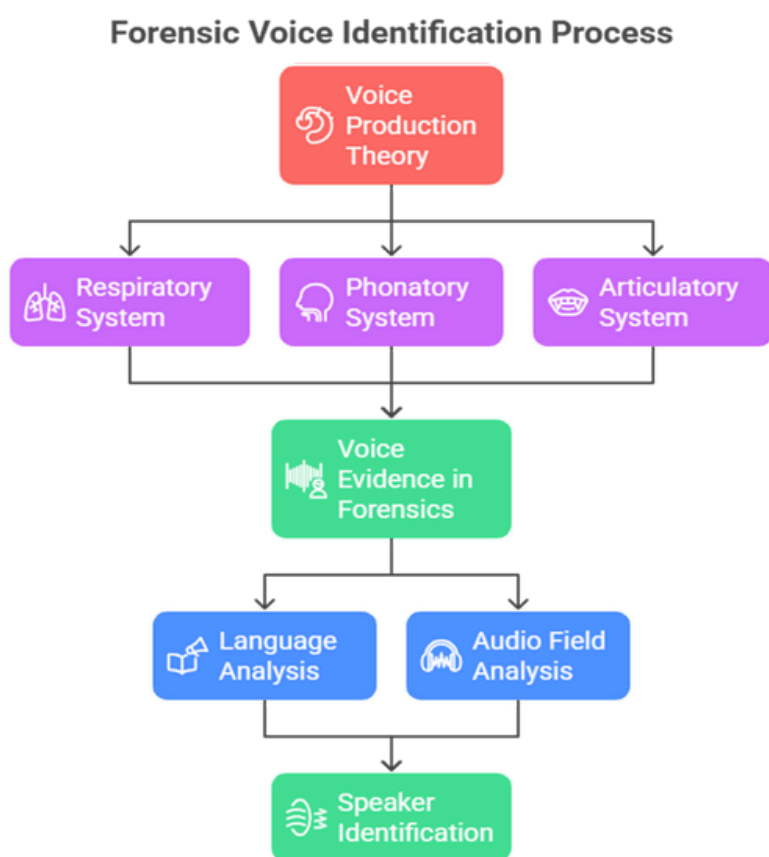 Forensic Voice Identification Process
Voice
Production
Theory
Respiratory
System
Phonatory
System
Articulatory
System
Voice
Evidence in
Forensics
Language
Analysis
Audio Field
Analysis
Speaker
Identification